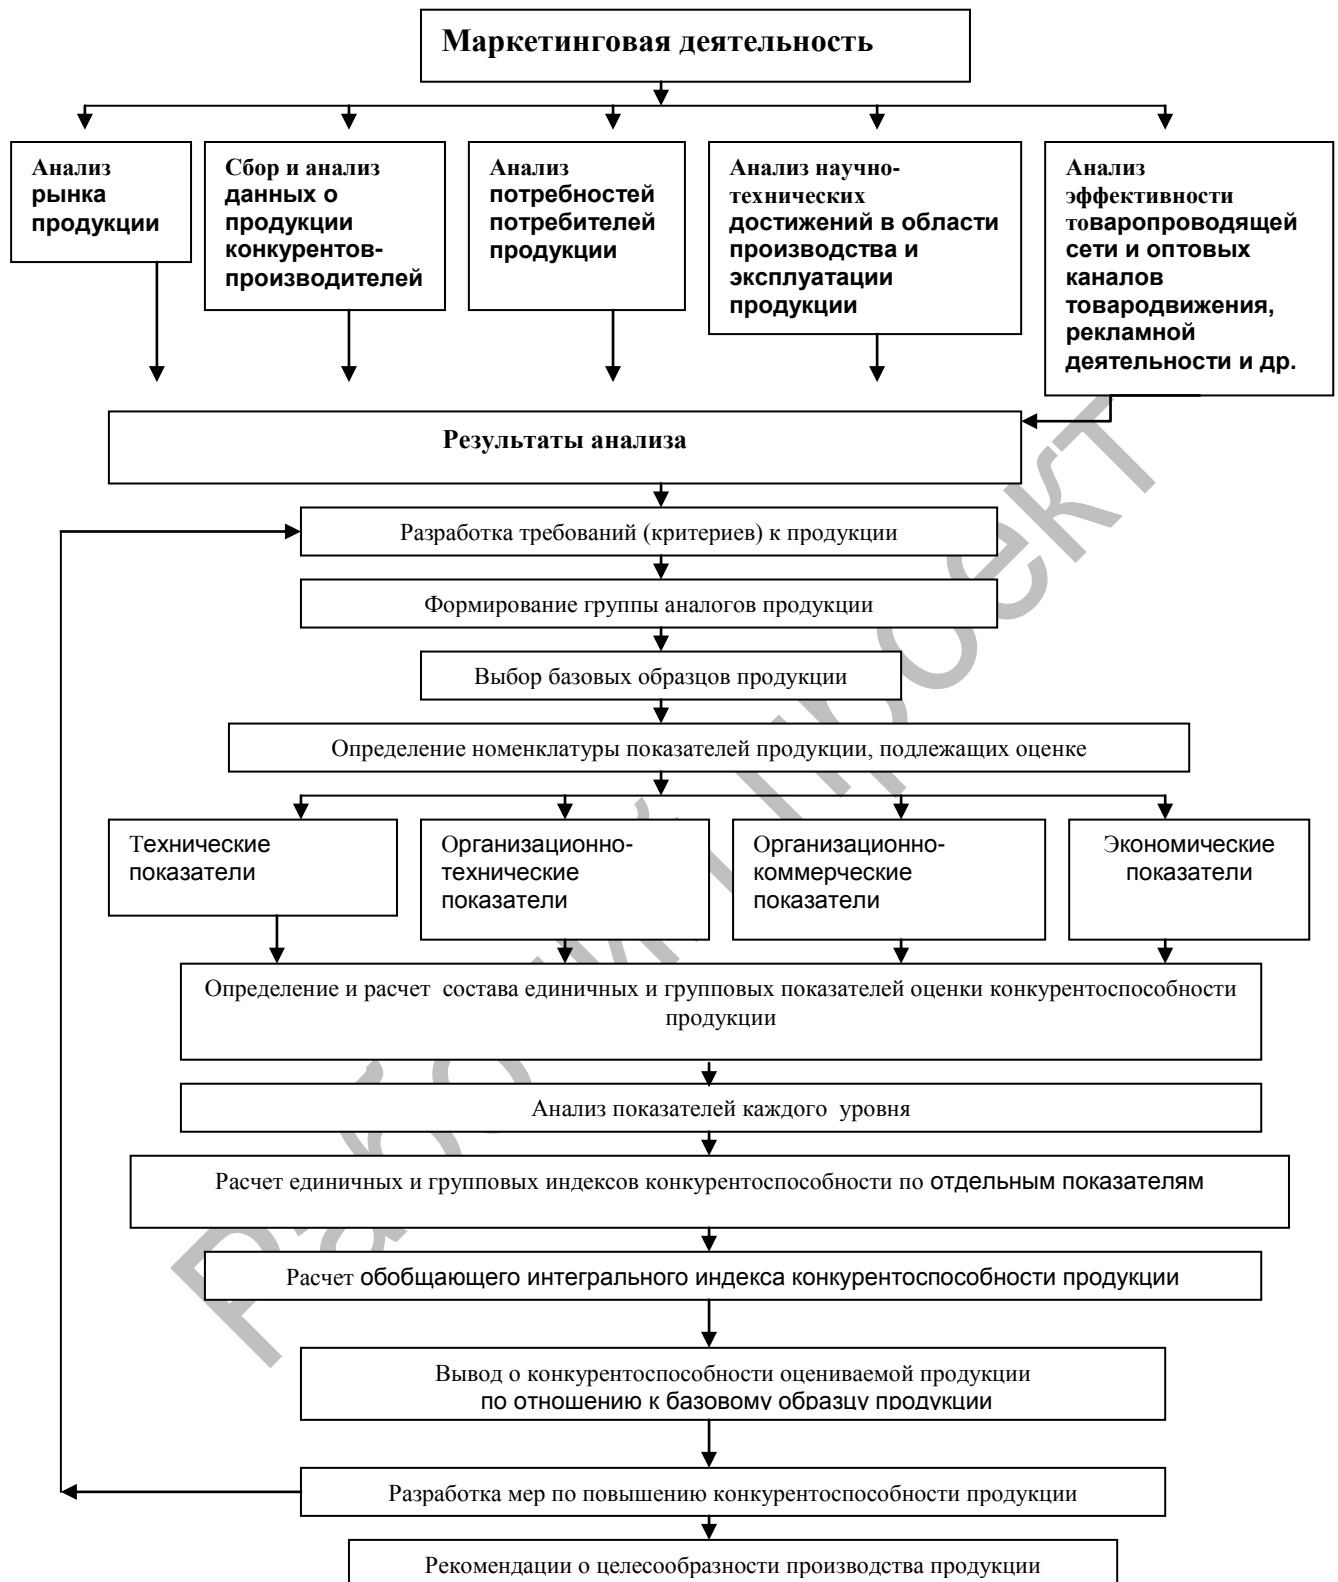 Маркетинговая деятельность
Анализ
рынка
продукции
Сбор и анализ
данных о
продукции
конкурентов-
производителей
Анализ
потребностей
потребителей
продукции
Анализ научно-
технических
достижений в области
производства и
эксплуатации
продукции
Анализ
эффективности
товаропроводящей
сети и оптовых
каналов
товародвижения,
рекламной
деятельности и др.
Результаты анализа
Разработка требований (критериев) к продукции
Формирование группы аналогов продукции
Выбор базовых образцов продукции
Определение номенклатуры показателей продукции, подлежащих оценке
Технические
показатели
Организационно-
технические
показатели
Организационно-
коммерческие
показатели
Экономические
показатели
Определение и расчет состава единичных и групповых показателей оценки конкурентоспособности
продукции
Анализ показателей каждого уровня
Расчет единичных и групповых индексов конкурентоспособности по отдельным показателям
Расчет обобщающего интегрального индекса конкурентоспособности продукции
Вывод о конкурентоспособности оцениваемой продукции
по отношению к базовому образцу продукции
Разработка мер по повышению конкурентоспособности продукции
Рекомендации о целесообразности производства продукции
Рабочий проект